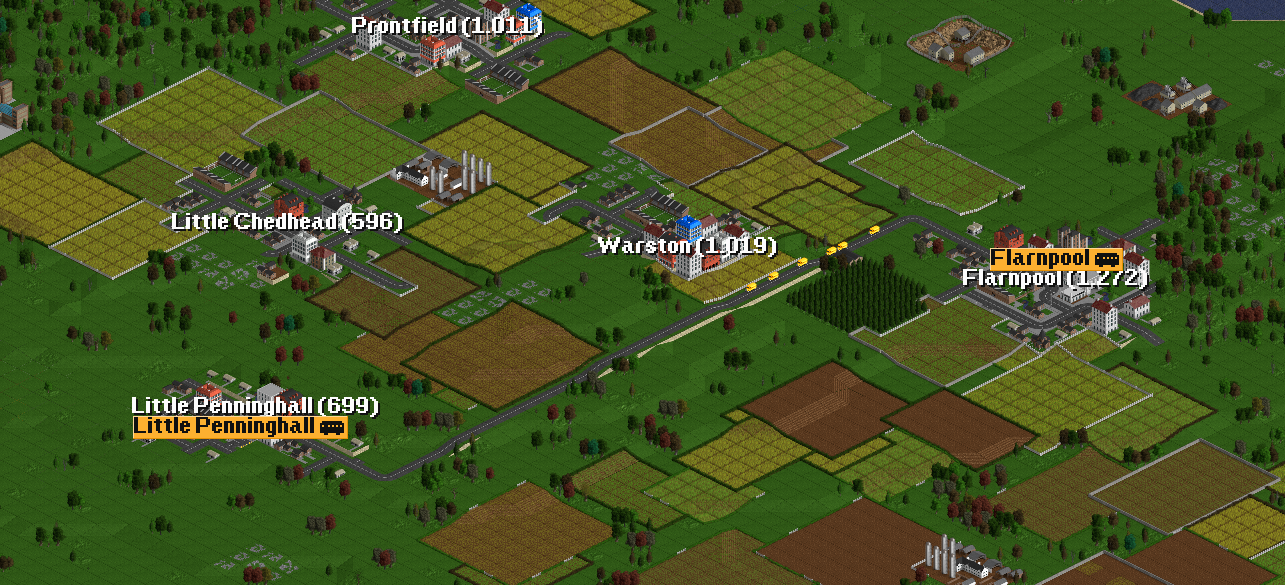 Prontfield (1.011)
Little Chedhead (596)
Warston (1.019)
Flarnpool
Flarnpool (1.272)
Little Penninghall (699)
Little Penninghall